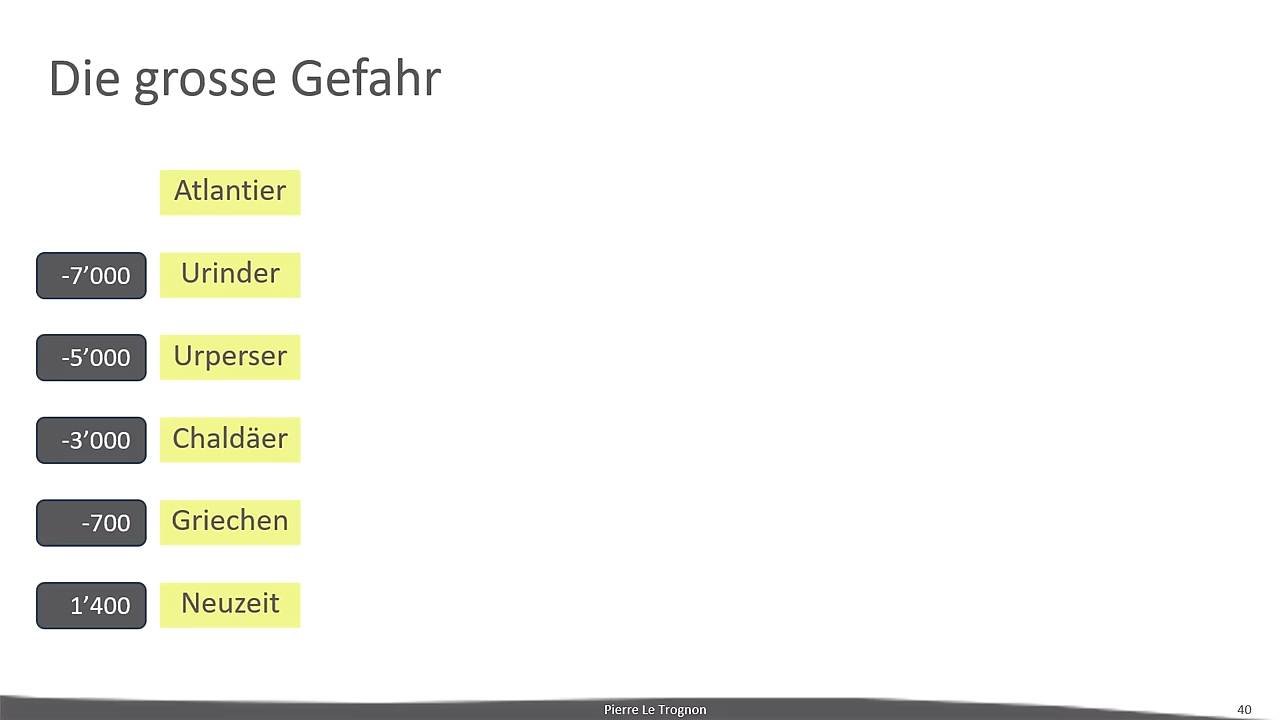 Die grosse Gefahr
Atlantier
-7’000 Urinder
-5’000 Urperser
-3’000 Chaldäer
-700 Griechen
1’400 Neuzeit
Pierre Le Trognon 40